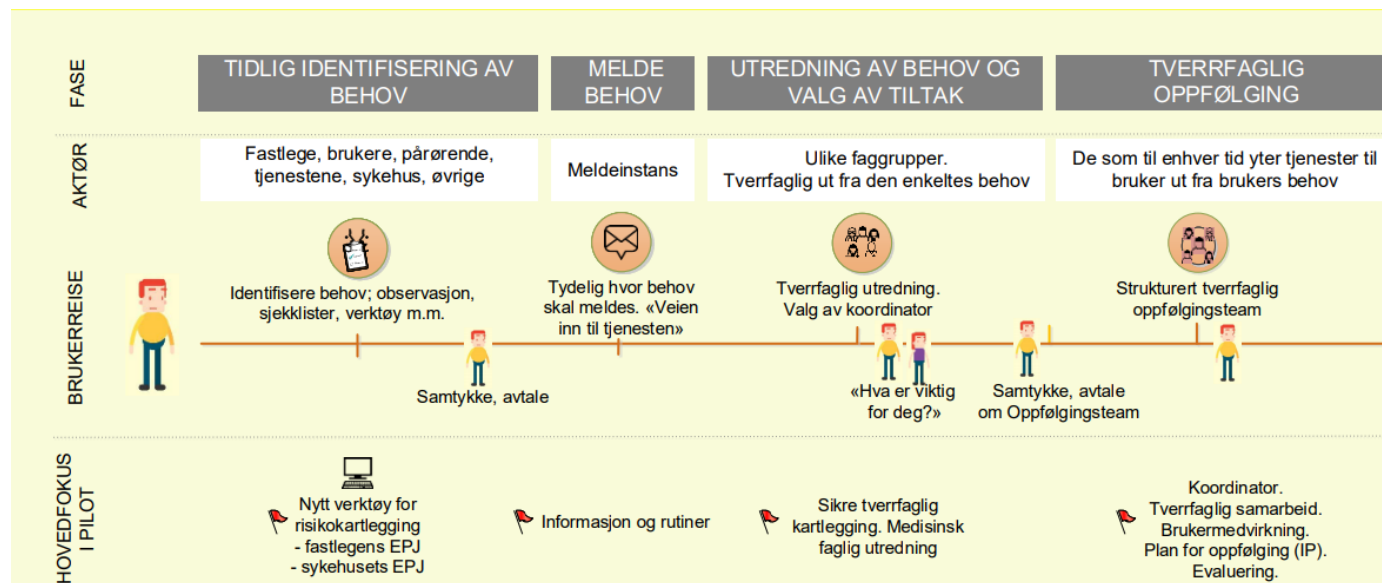 FASE
TIDLIG IDENTIFISERING AV
BEHOV
MELDE
BEHOV
UTREDNING AV BEHOV OG
VALG AV TILTAK
TVERRFAGLIG
OPPFØLGING
AKTØR
Fastlege, brukere, pårørende,
tjenestene, sykehus, øvrige
Meldeinstans
Ulike faggrupper.
Tverrfaglig ut fra den enkeltes behov
De som til enhver tid yter tjenester til
bruker ut fra brukers behov
BRUKERREISE
Identifisere behov; observasjon,
sjekklister, verktøy m.m.
Tydelig hvor behov
skal meldes. «Veien
inn til tjenesten»
Tverrfaglig utredning.
Valg av koordinator
Strukturert tverrfaglig
oppfølgingsteam
Samtykke, avtale
«Hva er viktig
for deg?»
Samtykke, avtale
om Oppfølgingsteam
HOVEDFOKUS
I PILOT
Nytt verktøy for
risikokartlegging
- fastlegens EPJ
- sykehusets EPJ
Informasjon og rutiner
Sikre tverrfaglig
kartlegging. Medisinsk
faglig utredning
Koordinator.
Tverrfaglig samarbeid.
Brukermedvirkning.
Plan for oppfølging (IP).
Evaluering.